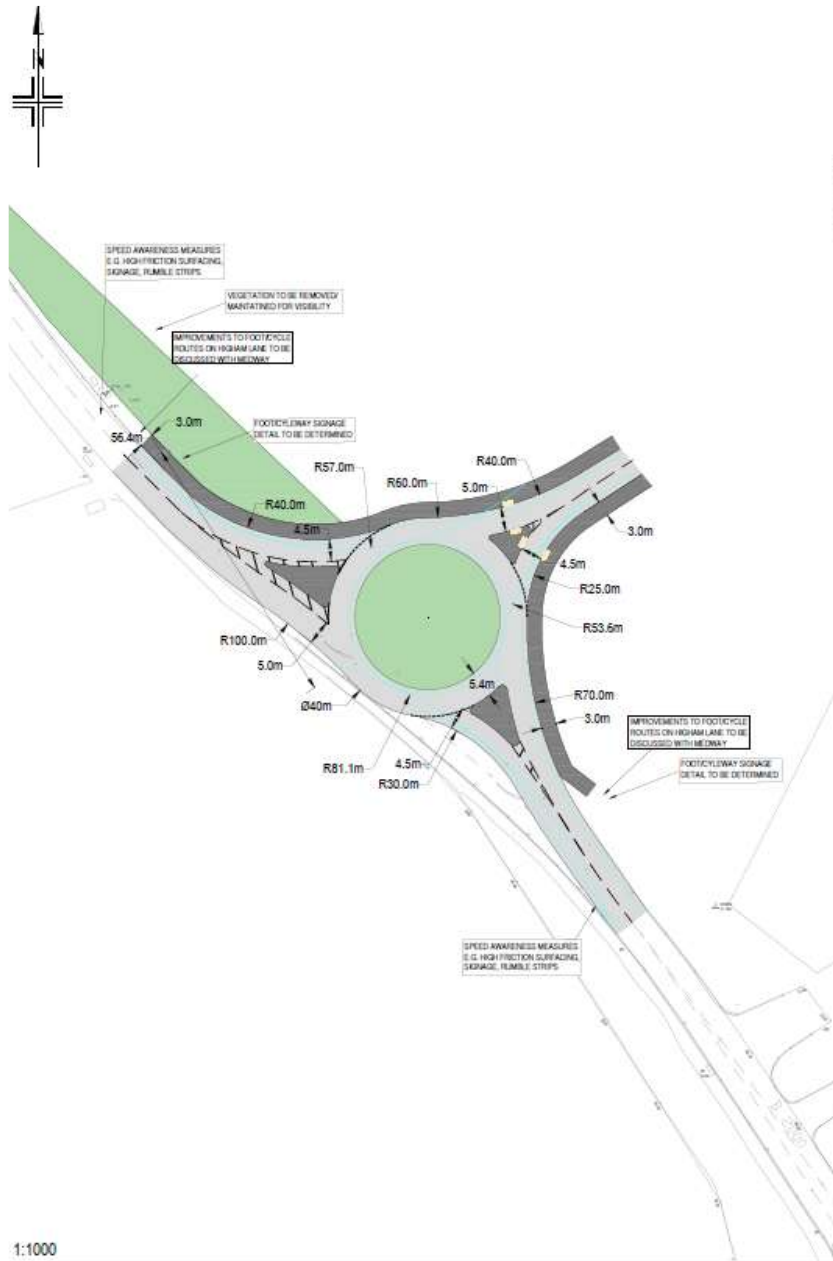 N
SPEED AWARENESS MEASURES
E.G. HIGH FRICTION SURFACING,
SIGNAGE, RUMBLE STRIPS.
VEGETATION TO BE REMOVED/
MAINTATINED FOR VISIBILITY
IMPROVEMENTS TO FOOT/CYCLE
ROUTES ON HIGHAM LANE TO BE
DISCUSSED WITH MEDWAY
FOOT/CYLEWAY SIGNAGE
DETAIL TO BE DETERMINED
3.0m
56.4m
R57.0m
R60.0m
R40.0m
5.0m
R40.0m
4.5m
3.0m
4.5m
R25.0m
R53.6m
R100.0m
5.0m
Ø40m
5.4m
R70.0m
3.0m
R81.1m
4.5m
R30.0m
IMPROVEMENTS TO FOOT/CYCLE
ROUTES ON HIGHAM LANE TO BE
DISCUSSED WITH MEDWAY
FOOT/CYLEWAY SIGNAGE
DETAIL TO BE DETERMINED
SPEED AWARENESS MEASURES
E.G. HIGH FRICTION SURFACING,
SIGNAGE, RUMBLE STRIPS
1:1000